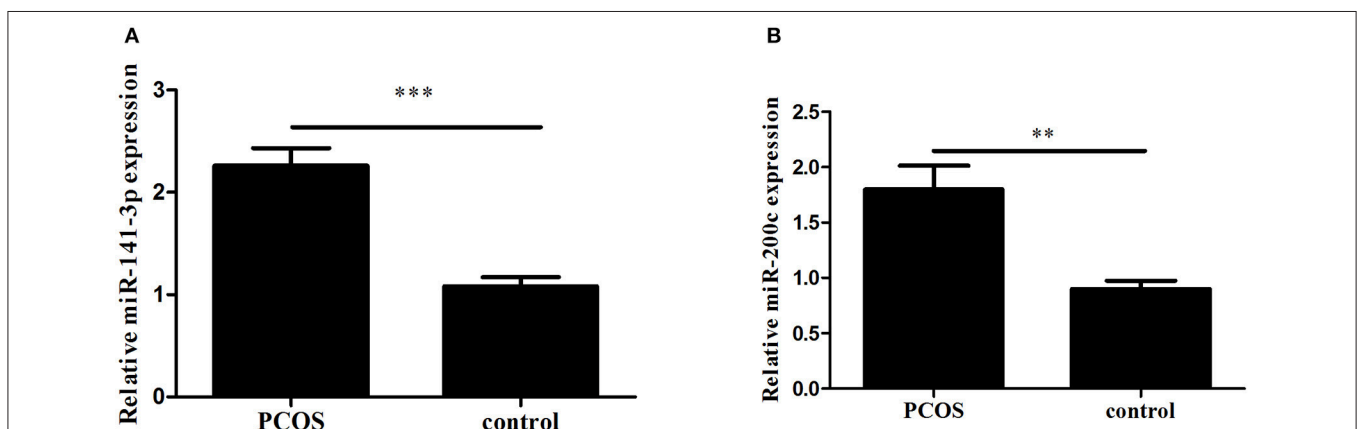 A
Relative miR-141-3p expression
3
2
1
0
***
PCOS
control
B
Relative miR-200c expression
2.5
2.0
1.5
1.0
0.5
0.0
**
PCOS
control